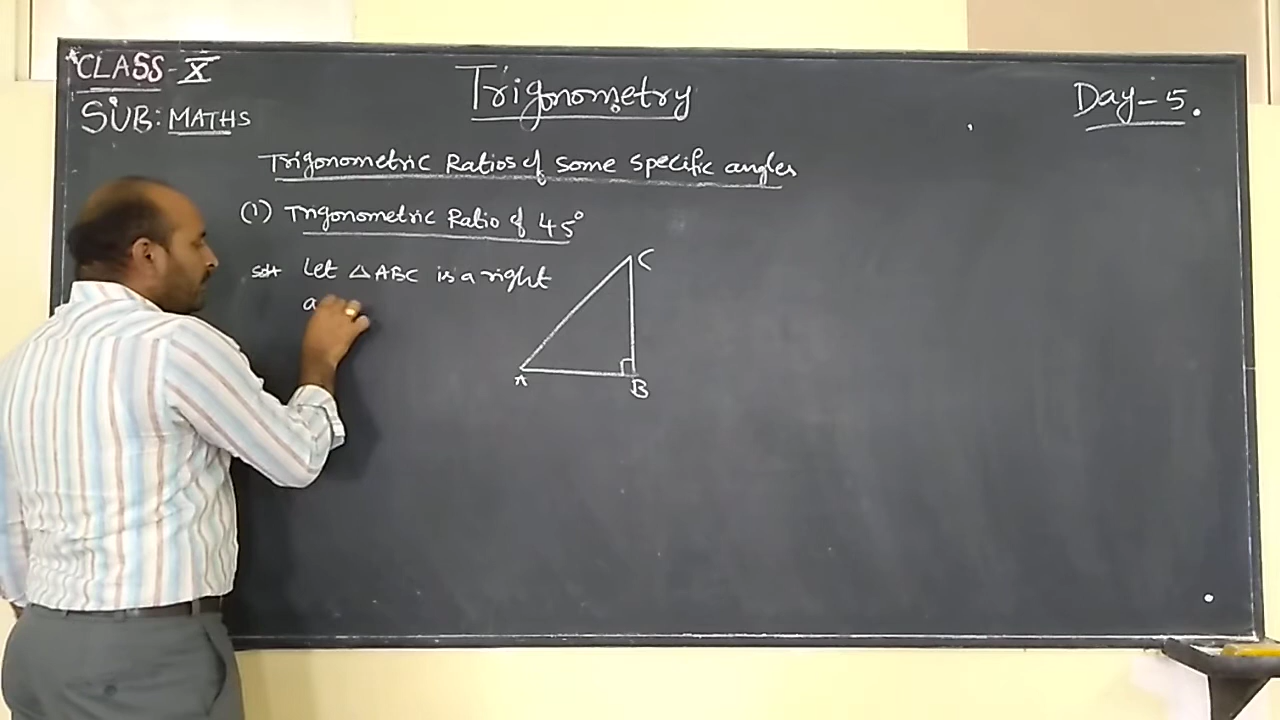 CLASS-X
SUB: MATHS
Trigonometry
Day-5.
Trigonometric Ratios of some specific angles
(1) Trigonometric Ratio of 45°
Let △ABC is a right
a
C
A
B